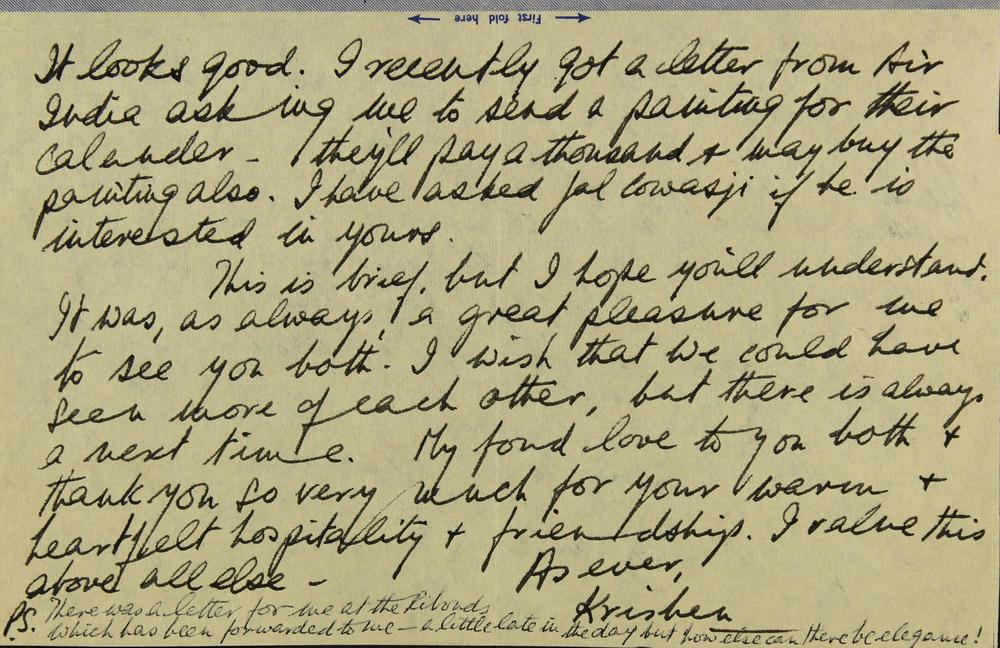 First fold here
It looks good. I recently got a letter from Air
India asking me to send a painting for their
calander - they'll pay a thousand + may buy the
painting also. I have asked Jal Cowasji if he is
interested in yours.
This is brief, but I hope you'll understand.
It was, as always, a great pleasure for me
to see you both. I wish that we could have
seen more of each other, but there is always
a next time. My fond love to you both +
thank you so very much for your warm +
heartfelt hospitality + friendship. I value this
above all else -
As ever,
Krishen
P.S. There was a letter for me at the
which has been forwarded to me - a little late in the day but how else can there be elegance!